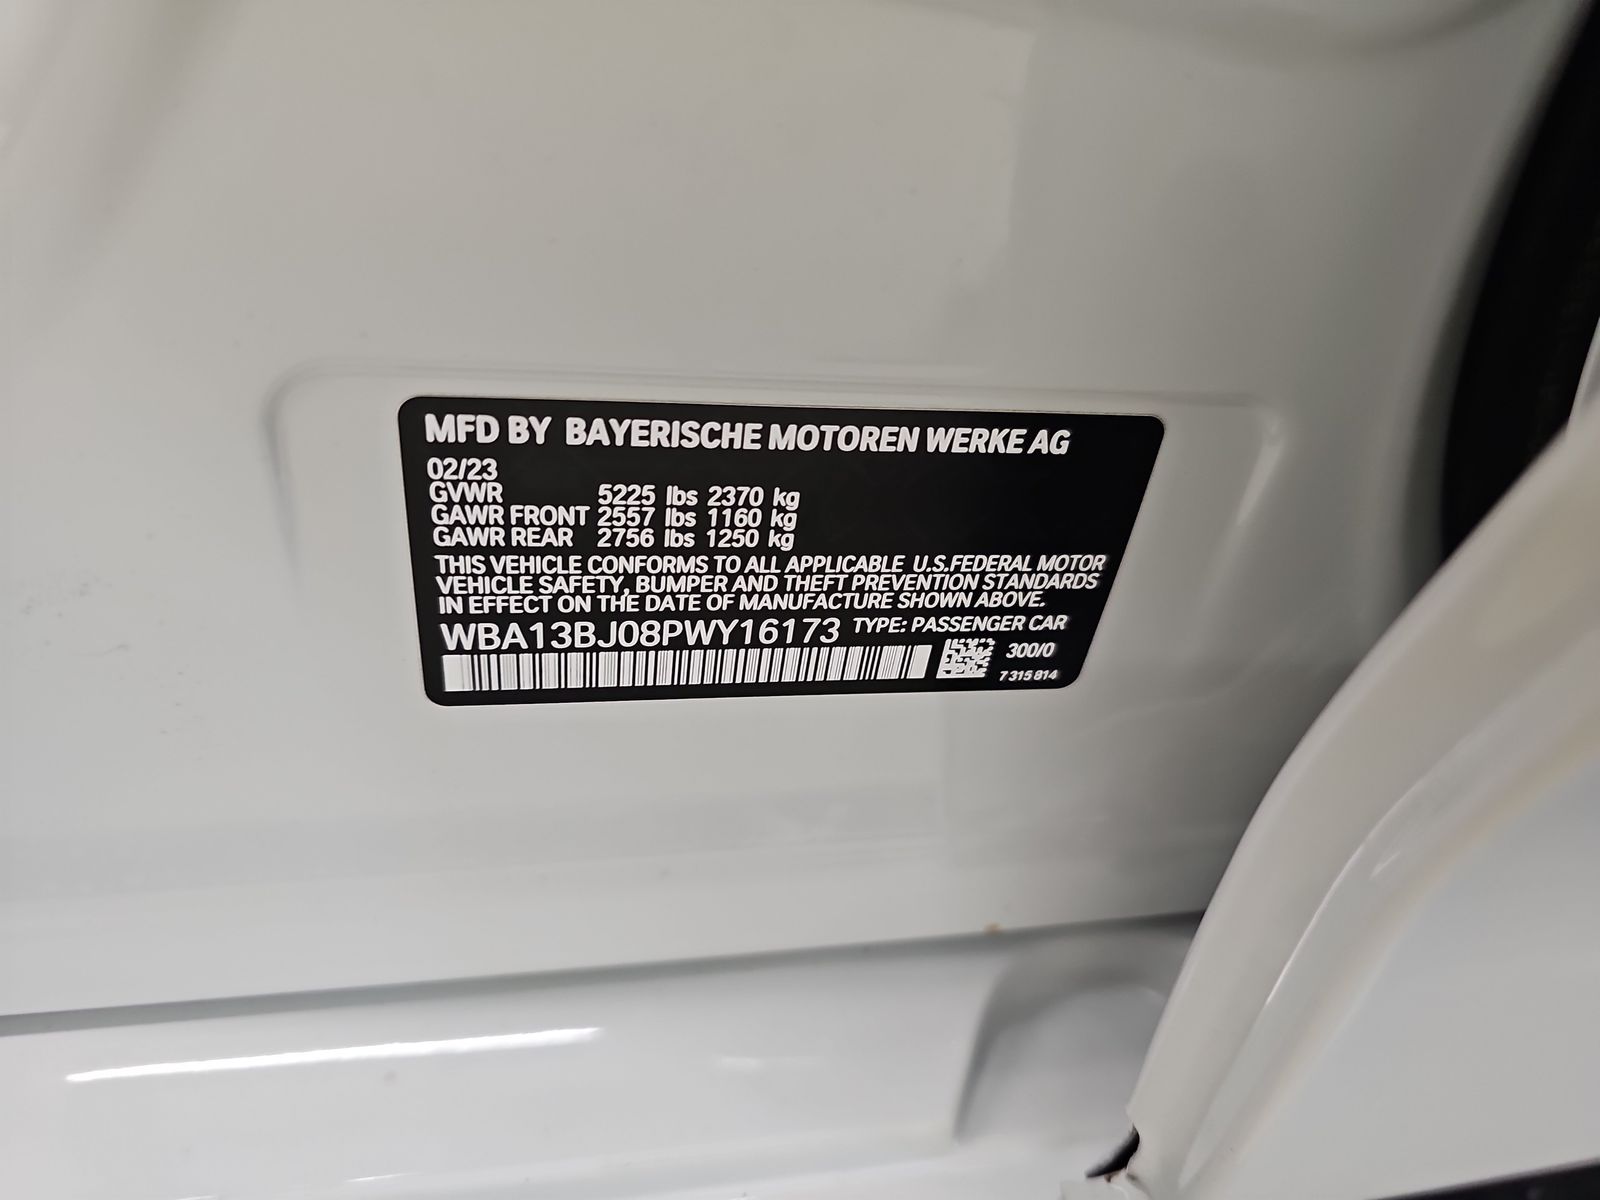 MFD BY BAYERISCHE MOTOREN WERKE AG
02/23
GVWR 5225 lbs 2370 kg
GAWR FRONT 2557 lbs 1160 kg
GAWR REAR 2756 lbs 1250 kg
THIS VEHICLE CONFORMS TO ALL APPLICABLE U.S.FEDERAL MOTOR
VEHICLE SAFETY, BUMPER AND THEFT PREVENTION STANDARDS
IN EFFECT ON THE DATE OF MANUFACTURE SHOWN ABOVE.
WBA13BJ08PWY16173 TYPE: PASSENGER CAR
300/0
7 315 814